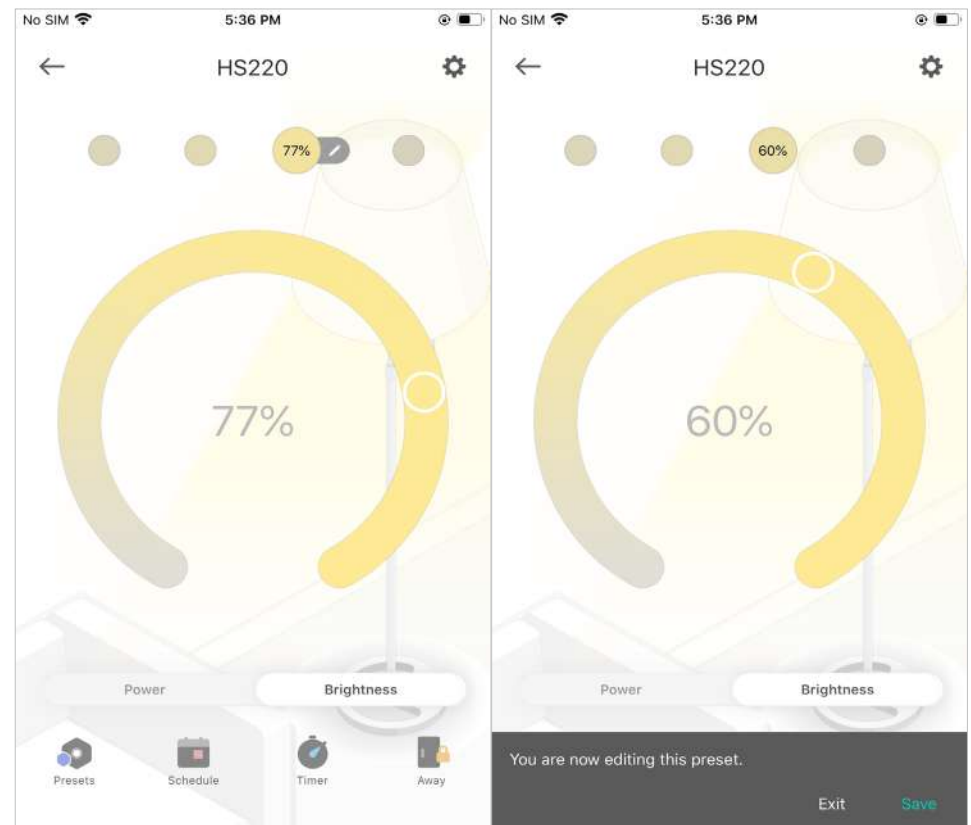 No SIM 5:36 PM
HS220
77%
77%
Power Brightness
Presets Schedule Timer Away
No SIM 5:36 PM
HS220
60%
60%
Power Brightness
You are now editing this preset.
Exit Save